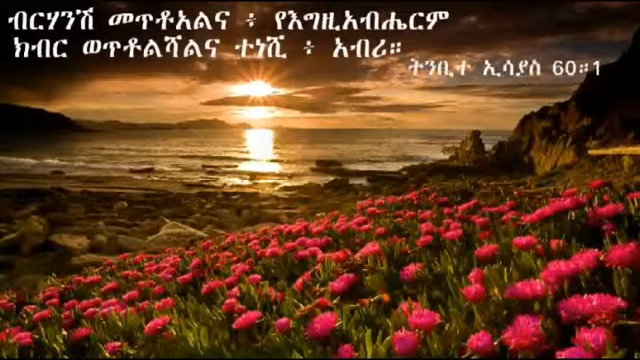 ብርሃንሽ መጥቶአልና ፥ የእግዚአብሔርም
ክብር ወጥቶልሻልና ተነሺ ፥ አብሪ።
ትንቢተ ኢሳያስ 60።1